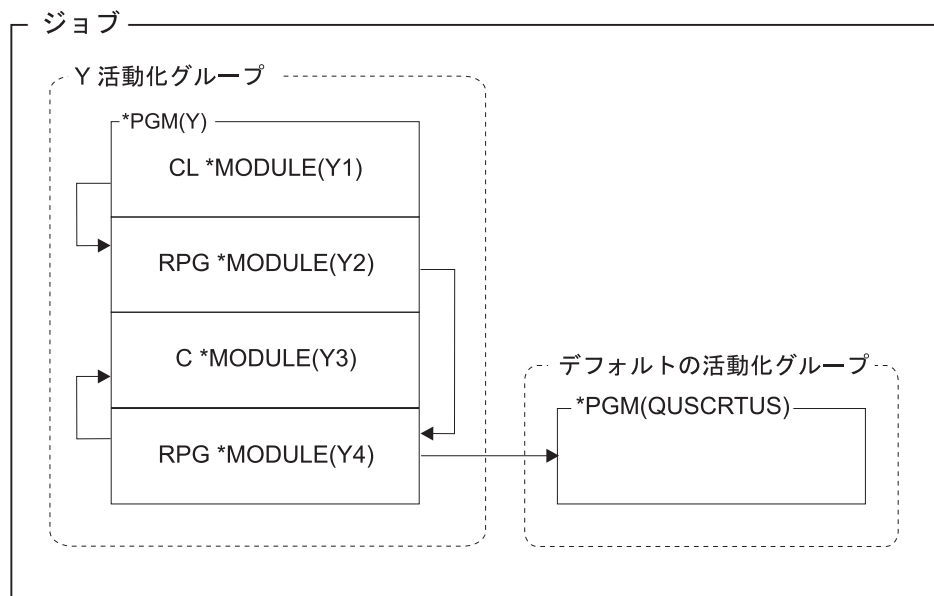 ジョブ
Y 活動化グループ
*PGM(Y)
CL *MODULE(Y1)
RPG *MODULE(Y2)
C *MODULE(Y3)
RPG *MODULE(Y4)
デフォルトの活動化グループ
*PGM(QUSCRTUS)